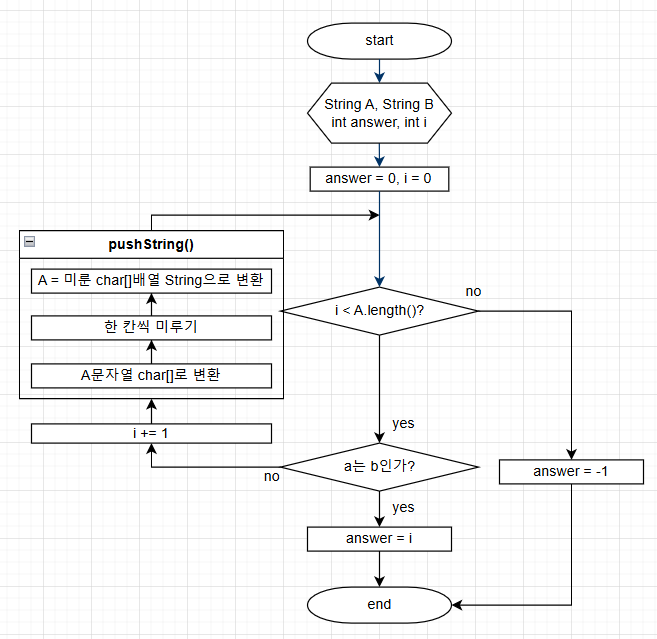 start
String A, String B
int answer, int i
answer = 0, i = 0
pushString()
A = 미룬 char[]배열 String으로 변환
한 칸씩 미루기
A문자열 char[]로 변환
i += 1
i < A.length()?
no
yes
a는 b인가?
no
yes
answer = -1
answer = i
end